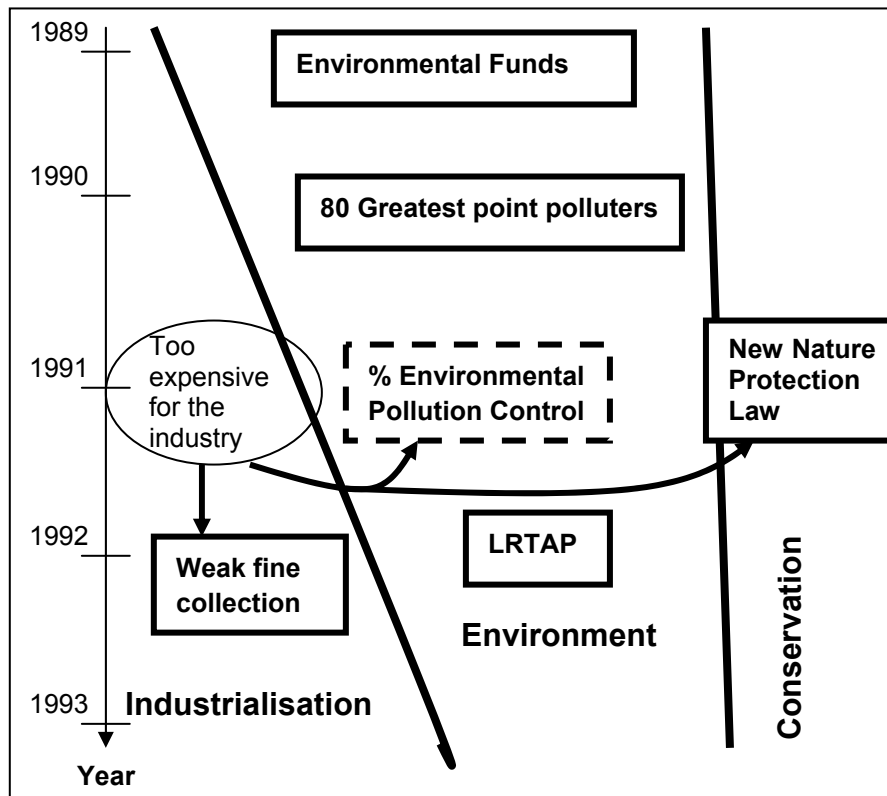 1989
Environmental Funds
1990
80 Greatest point polluters
1991
Too
expensive
for the
industry
% Environmental
Pollution Control
New Nature
Protection
Law
1992
Weak fine
collection
LRTAP
Environment
Conservation
1993
Industrialisation
Year